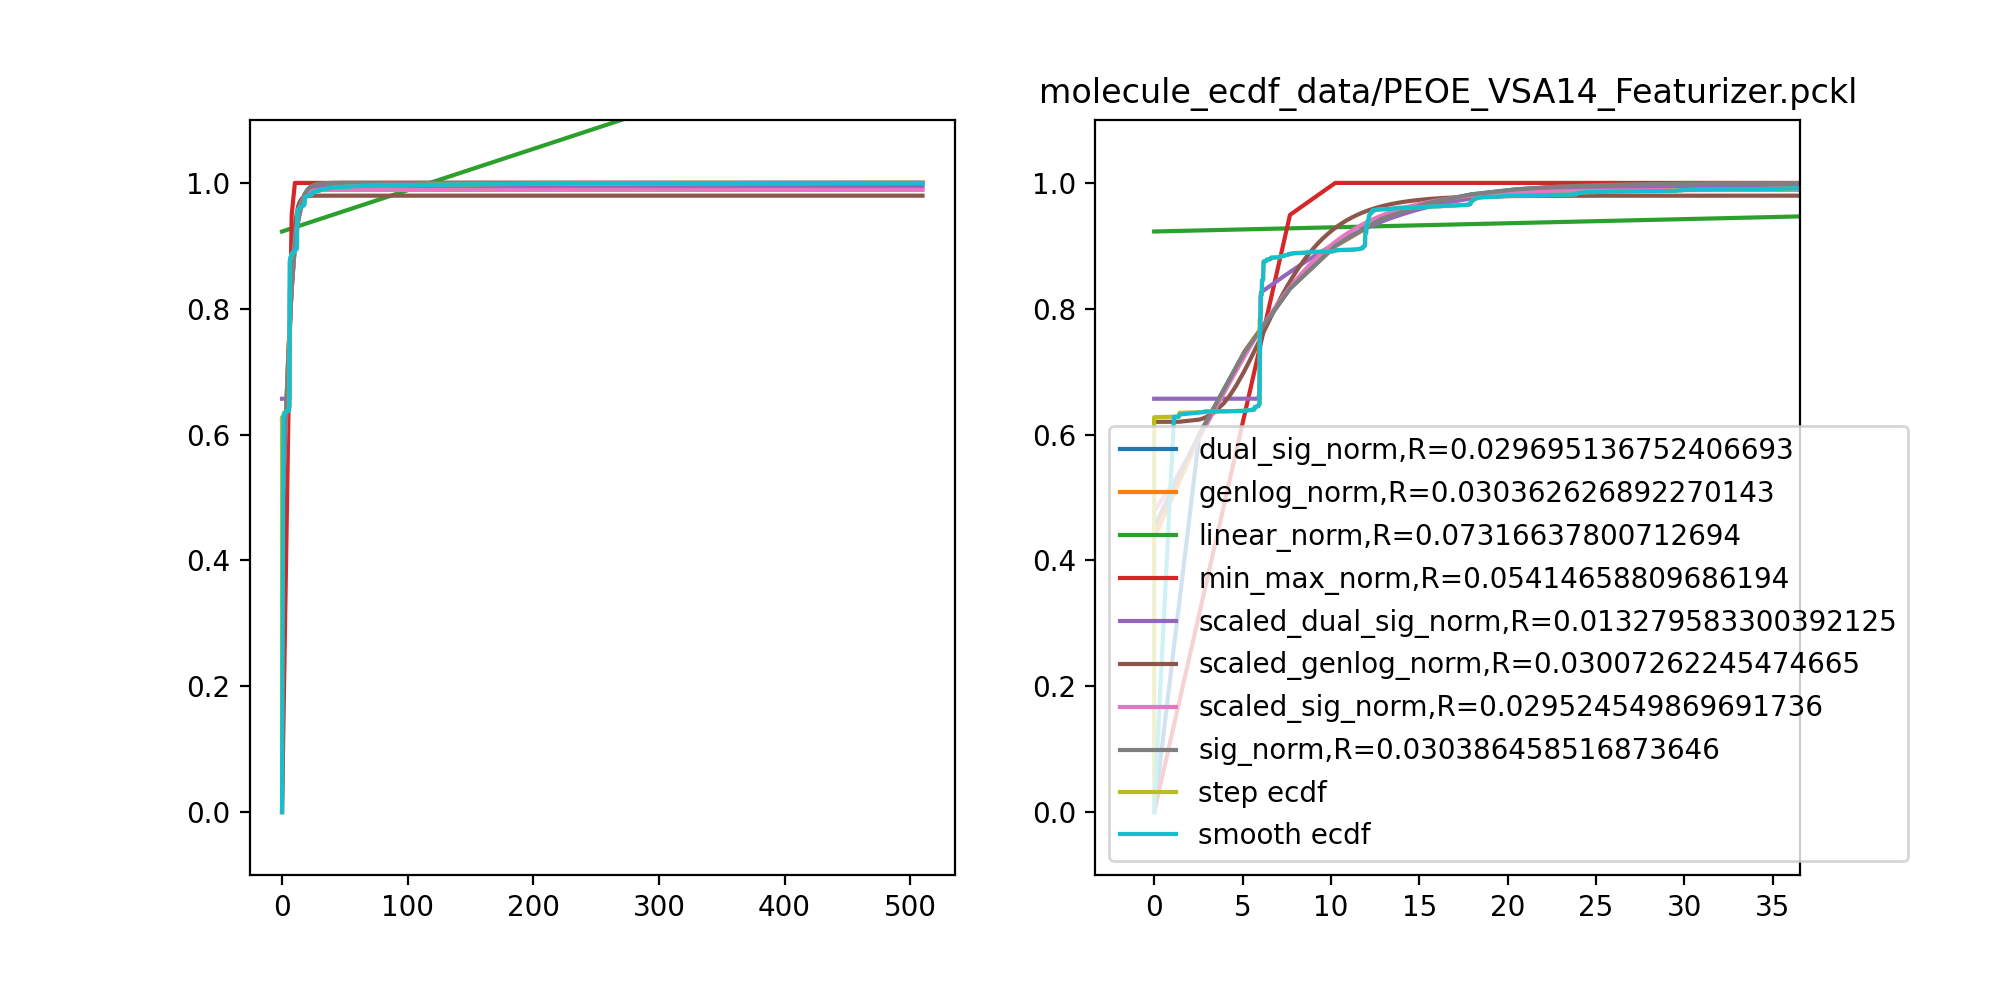 molecule_ecdf_data/PEOE_VSA14_Featurizer.pckl
1.0
0.8
0.6
0.4
0.2
0.0
0 100 200 300 400 500
1.0
0.8
0.6
0.4
0.2
0.0
dual_sig_norm,R=0.029695136752406693
genlog_norm,R=0.030362626892270143
linear_norm,R=0.07316637800712694
min_max_norm,R=0.05414658809686194
scaled_dual_sig_norm,R=0.013279583300392125
scaled_genlog_norm,R=0.03007262245474665
scaled_sig_norm,R=0.029524549869691736
sig_norm,R=0.030386458516873646
step ecdf
smooth ecdf
0 5 10 15 20 25 30 35